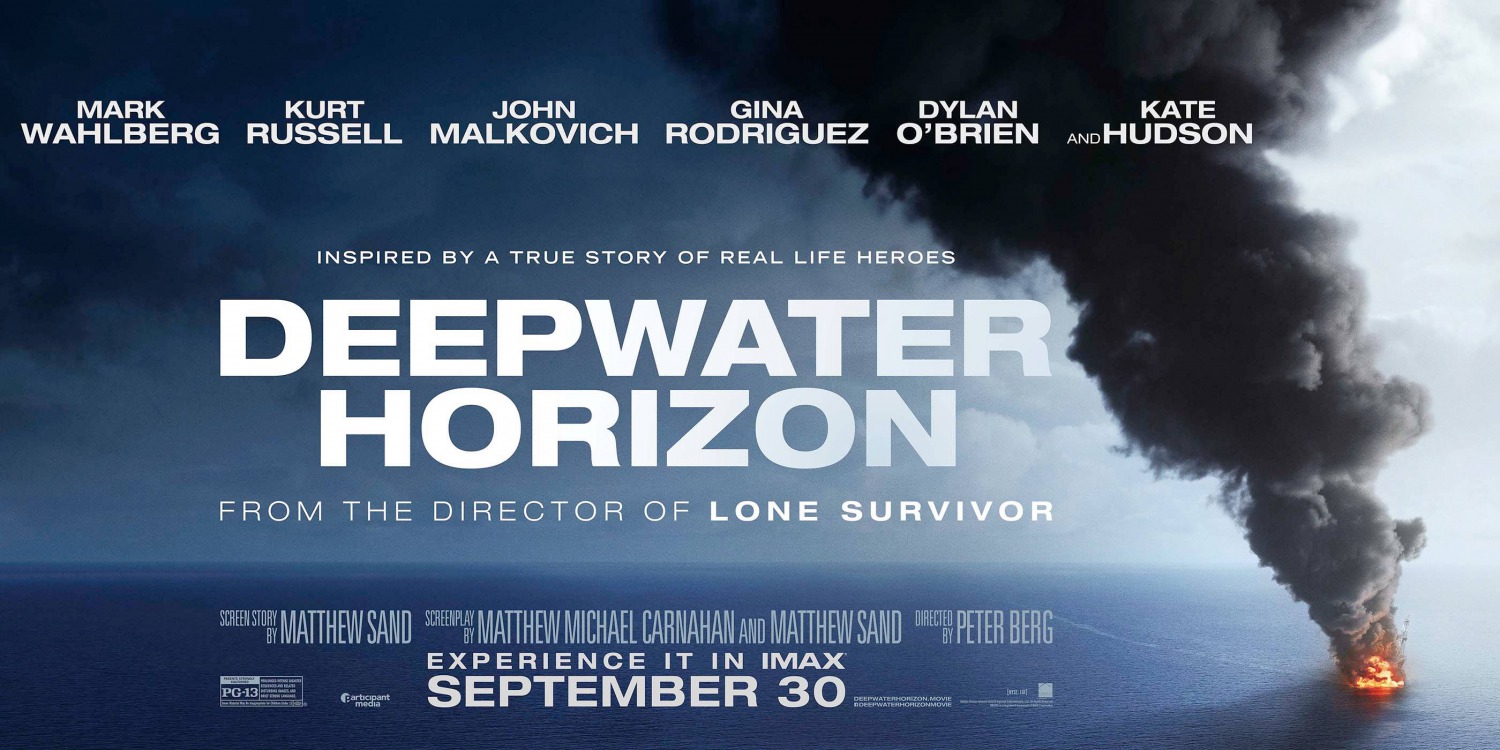 MARK KURT JOHN GINA DYLAN KATE
WAHLBERG RUSSELL MALKOVICH RODRIGUEZ O'BRIEN AND HUDSON
INSPIRED BY A TRUE STORY OF REAL LIFE HEROES
DEEPWATER
HORIZON
FROM THE DIRECTOR OF LONE SURVIVOR
SCREEN STORY BY MATTHEW SAND SCREENPLAY BY MATTHEW MICHAEL CARNAHAN AND MATTHEW SAND DIRECTED BY PETER BERG
EXPERIENCE IT IN IMAX
SEPTEMBER 30
PG-13
participant
media
DEEPWATERHORIZON.MOVIE
#DEEPWATERHORIZONMOVIE